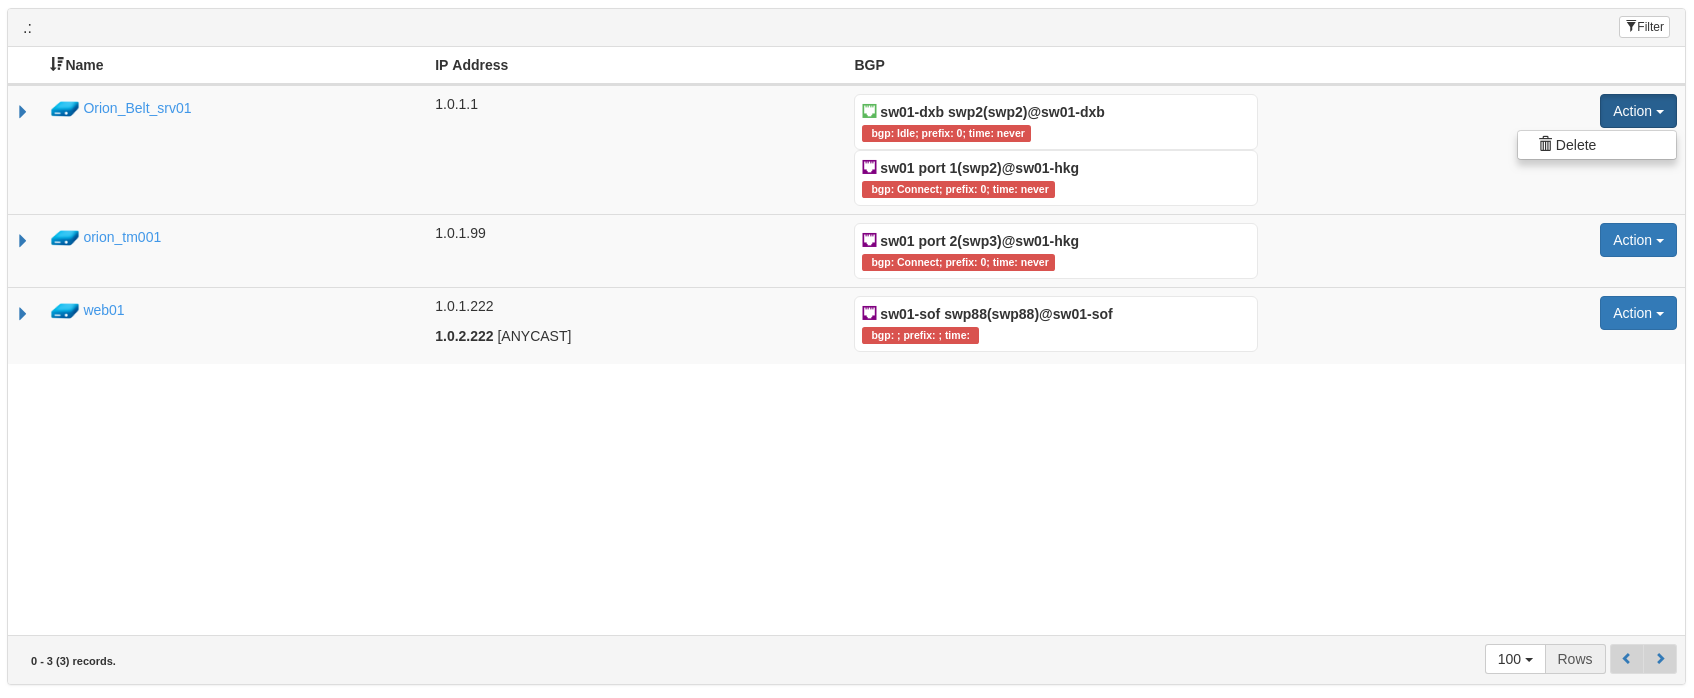 .:
Filter
Name IP Address BGP
Orion_Belt_srv01 1.0.1.1 sw01-dxb swp2(swp2)@sw01-dxb Action
bgp: Idle; prefix: 0; time: never
Delete
sw01 port 1(swp2)@sw01-hkg
bgp: Connect; prefix: 0; time: never
orion_tm001 1.0.1.99 sw01 port 2(swp3)@sw01-hkg Action
bgp: Connect; prefix: 0; time: never
web01 1.0.1.222 sw01-sof swp88(swp88)@sw01-sof Action
1.0.2.222 [ANYCAST] bgp: ; prefix: ; time:
0 - 3 (3) records. 100 Rows